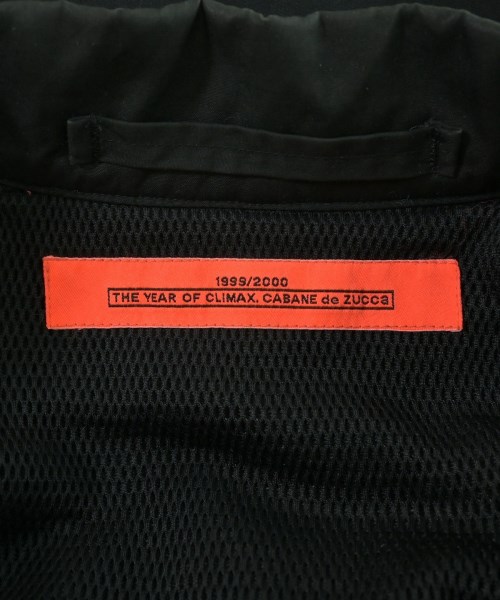 1999/2000
THE YEAR OF CLIMAX. CABANE de ZUCCa